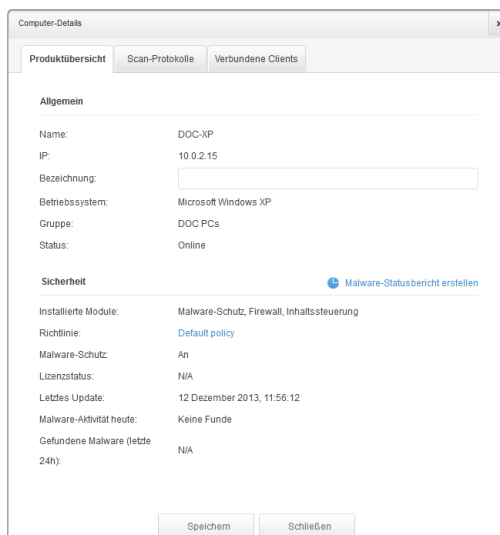 Computer-Details
Produktübersicht Scan-Protokolle Verbundene Clients
Allgemein
Name: DOC-XP
IP: 10.0.2.15
Bezeichnung:
Betriebssystem: Microsoft Windows XP
Gruppe: DOC PCs
Status: Online
Sicherheit Malware-Statusbericht erstellen
Installierte Module: Malware-Schutz, Firewall, Inhaltssteuerung
Richtlinie: Default policy
Malware-Schutz: An
Lizenzstatus: N/A
Letztes Update: 12 Dezember 2013, 11:56:12
Malware-Aktivität heute: Keine Funde
Gefundene Malware (letzte
24h): N/A
Speichern Schließen